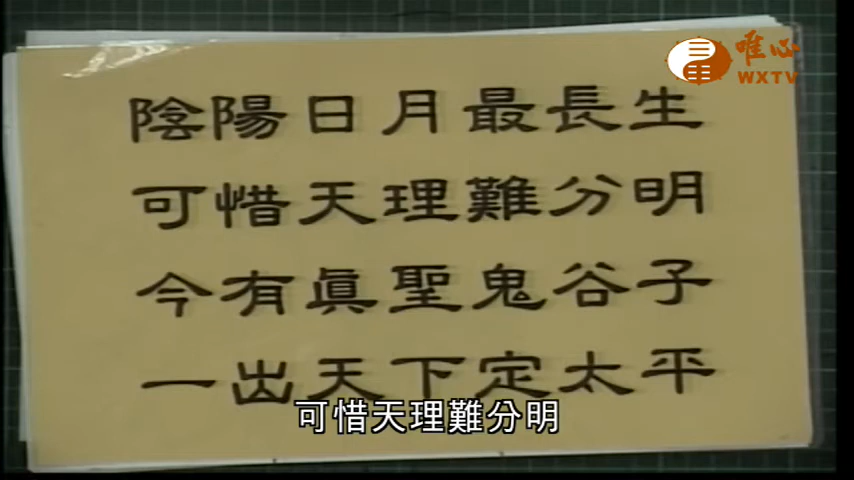 唯心
WXTV
陰陽日月最長生
可惜天理難分明
今有眞聖鬼谷子
一出天下定太平
可惜天理難分明